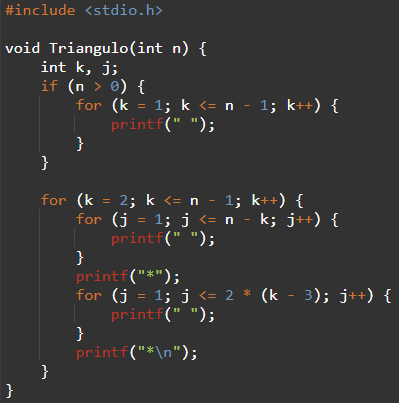 #include <stdio.h>

void Triangulo(int n) {
    int k, j;
    if (n > 0) {
        for (k = 1; k <= n - 1; k++) {
            printf(" ");
        }
    }

    for (k = 2; k <= n - 1; k++) {
        for (j = 1; j <= n - k; j++) {
            printf(" ");
        }
        printf("*");
        for (j = 1; j <= 2 * (k - 3); j++) {
            printf(" ");
        }
        printf("*\n");
    }
}